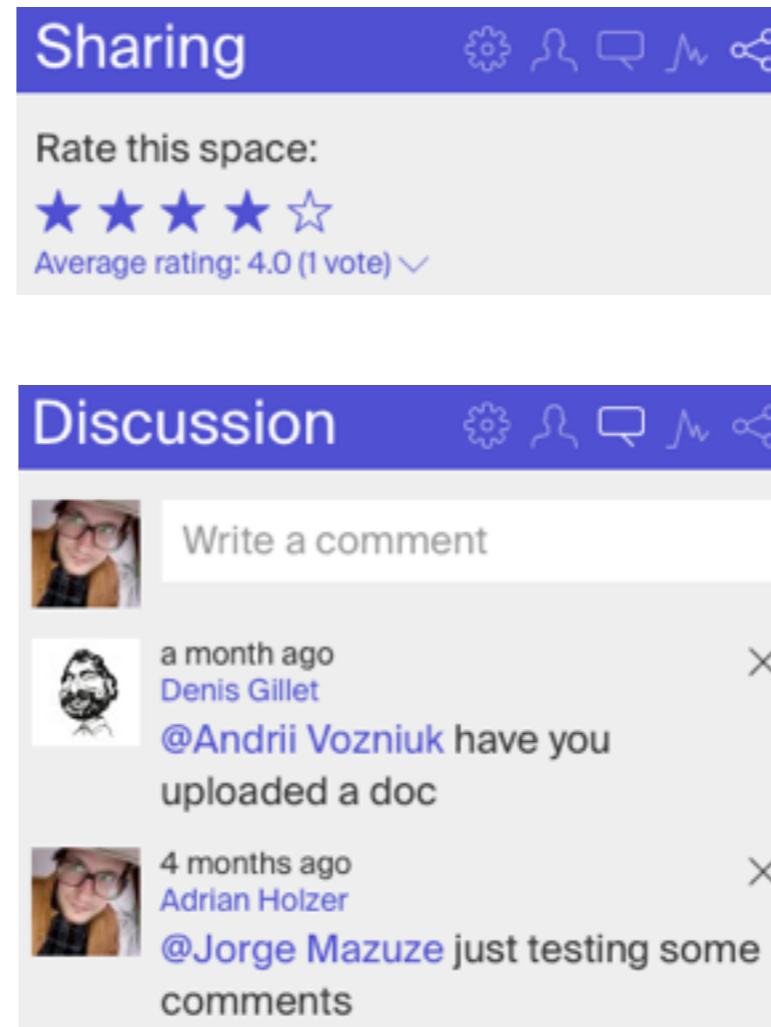 Sharing
Rate this space:
Average rating: 4.0 (1 vote)
Discussion
Write a comment
a month ago
Denis Gillet
@Andrii Vozniuk have you
uploaded a doc
4 months ago
Adrian Holzer
@Jorge Mazuze just testing some
comments